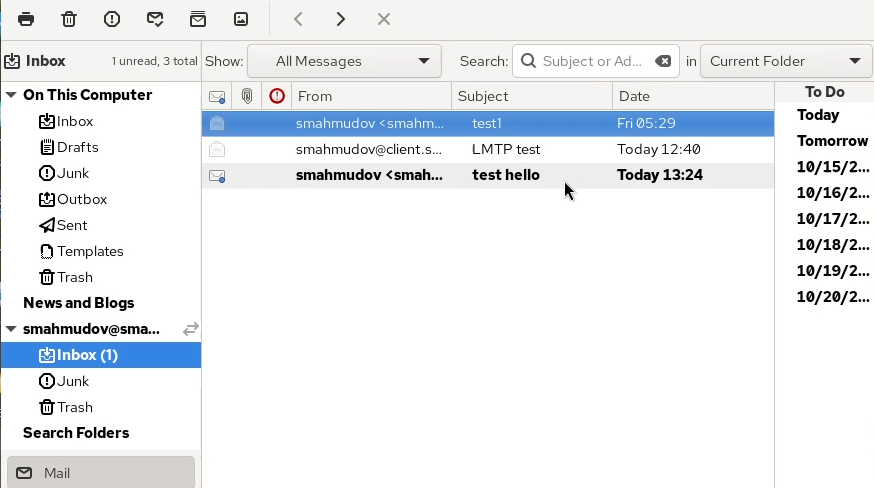 Inbox 1 unread, 3 total Show: All Messages Search: Subject or Ad... in Current Folder
On This Computer
Inbox
Drafts
Junk
Outbox
Sent
Templates
Trash
News and Blogs
smahmudov@sma...
Inbox (1)
Junk
Trash
Search Folders
Mail
From Subject Date
smahmudov <smahm... test1 Fri 05:29
smahmudov@client.s... LMTP test Today 12:40
smahmudov <smah... test hello Today 13:24
To Do
Today
Tomorrow
10/15/2...
10/16/2...
10/17/2...
10/18/2...
10/19/2...
10/20/2...